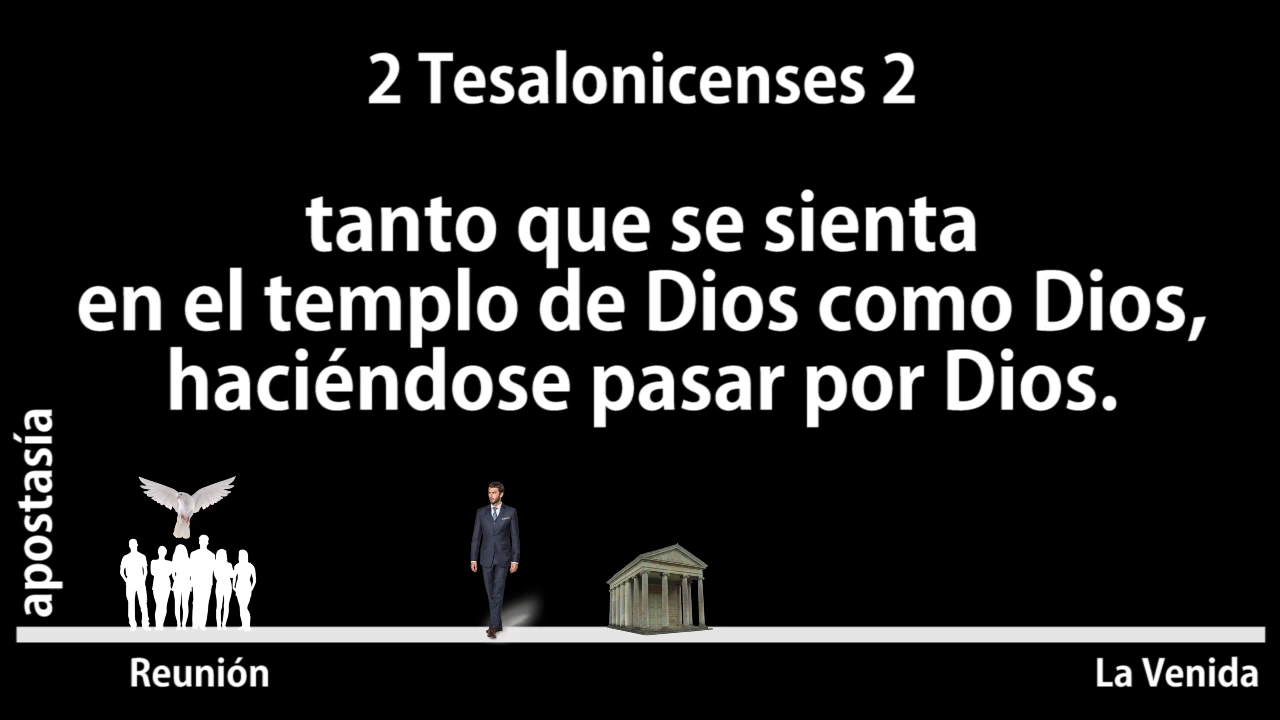 2 Tesalonicenses 2
tanto que se sienta
en el templo de Dios como Dios,
haciéndose pasar por Dios.
apostasía
Reunión
La Venida